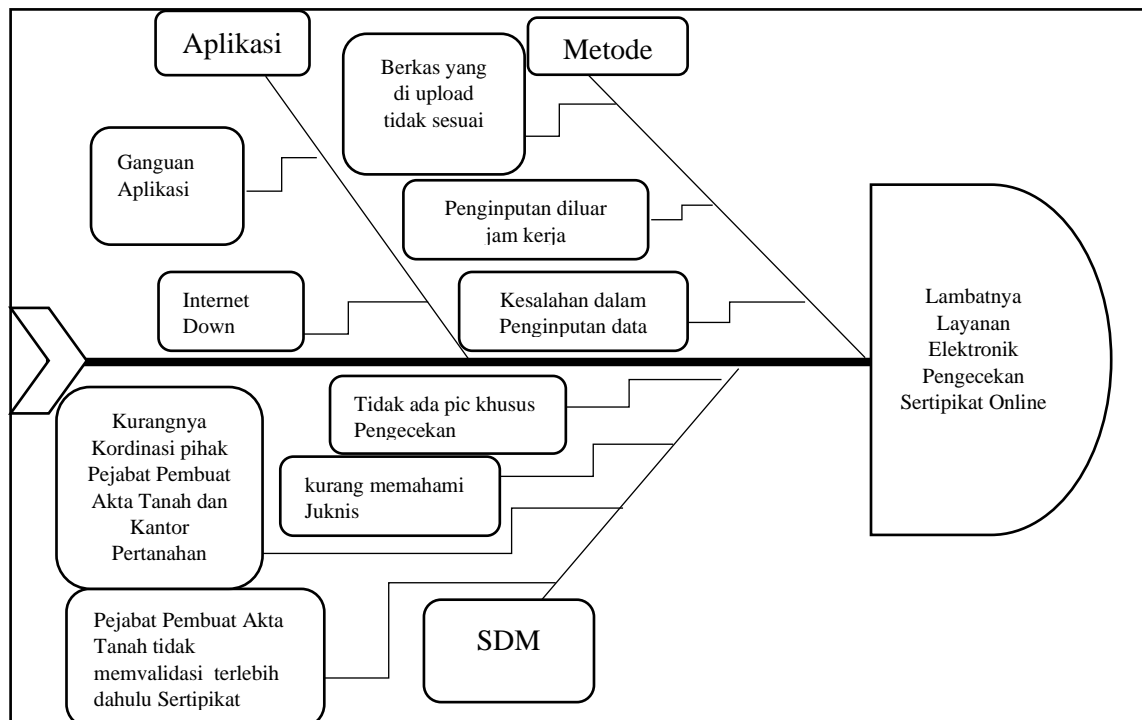 Aplikasi
Metode
Berkas yang
di upload
tidak sesuai
Ganguan
Aplikasi
Penginputan diluar
jam kerja
Internet
Down
Kesalahan dalam
Penginputan data
Lambatnya
Layanan
Elektronik
Pengecekan
Sertipikat Online
Tidak ada pic khusus
Pengecekan
Kurangnya
Kordinasi pihak
Pejabat Pembuat
Akta Tanah dan
Kantor
Pertanahan
kurang memahami
Juknis
Pejabat Pembuat Akta
Tanah tidak
memvalidasi terlebih
dahulu Sertipikat
SDM